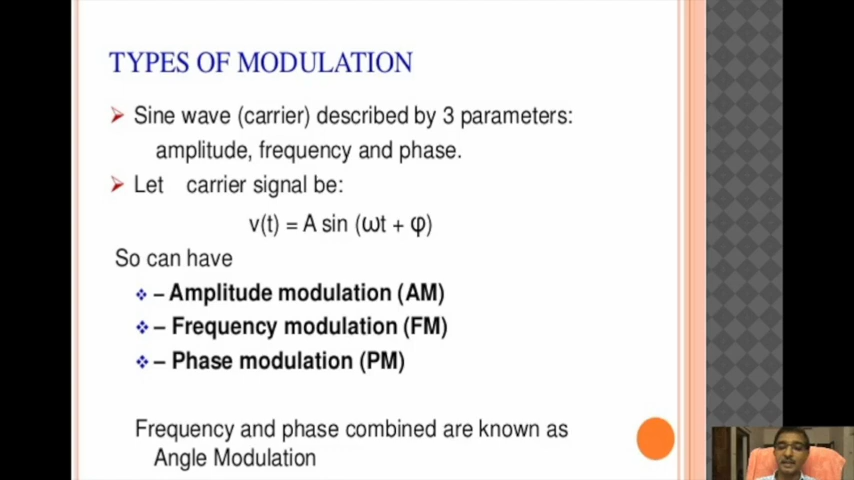 TYPES OF MODULATION
Sine wave (carrier) described by 3 parameters:
amplitude, frequency and phase.
Let carrier signal be:
v(t) = A sin (ωt + φ)
So can have
– Amplitude modulation (AM)
– Frequency modulation (FM)
– Phase modulation (PM)
Frequency and phase combined are known as
Angle Modulation